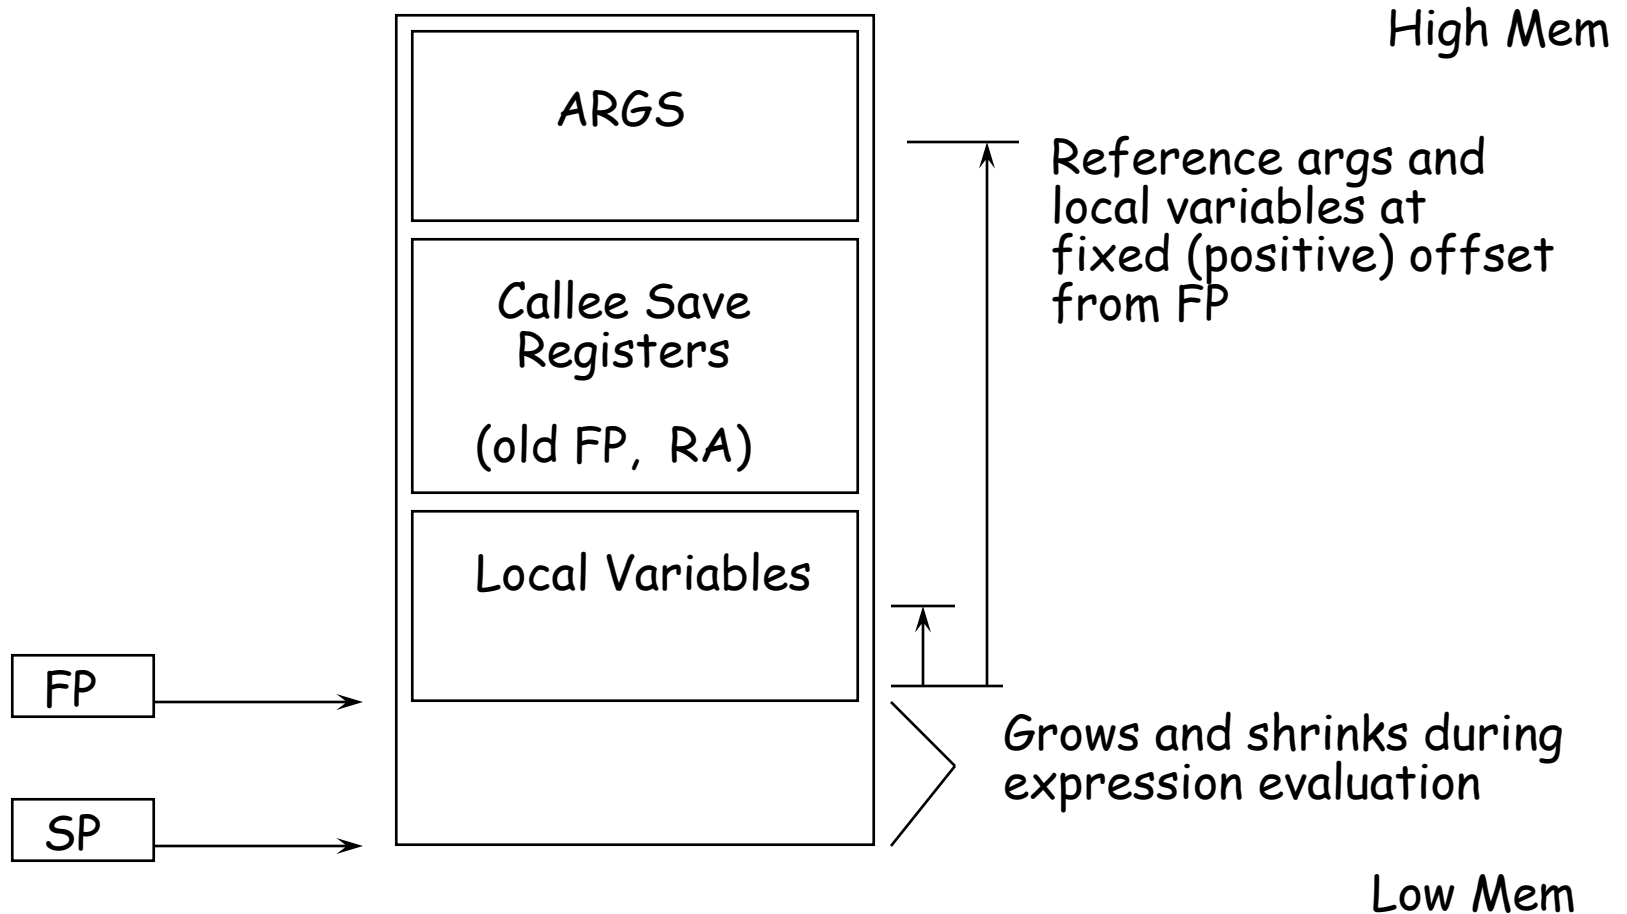 High Mem
ARGS
Reference args and
local variables at
fixed (positive) offset
from FP
Callee Save
Registers
(old FP, RA)
Local Variables
FP
Grows and shrinks during
expression evaluation
SP
Low Mem